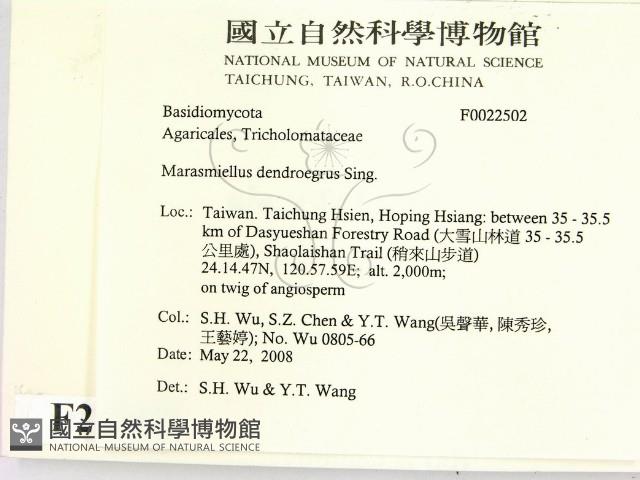 國立自然科學博物館
NATIONAL MUSEUM OF NATURAL SCIENCE
TAICHUNG, TAIWAN, R.O.CHINA
Basidiomycota F0022502
Agaricales, Tricholomataceae
Marasmiellus dendroegrus Sing.
Loc.: Taiwan. Taichung Hsien, Hoping Hsiang: between 35 - 35.5
km of Dasyueshan Forestry Road (大雪山林道 35 - 35.5
公里處), Shaolaishan Trail (稍來山步道)
24.14.47N, 120.57.59E; alt. 2,000m;
on twig of angiosperm
Col.: S.H. Wu, S.Z. Chen & Y.T. Wang(吳聲華, 陳秀珍,
王藝婷); No. Wu 0805-66
Date: May 22, 2008
Det.: S.H. Wu & Y.T. Wang
F2
國立自然科學博物館
NATIONAL MUSEUM OF NATURAL SCIENCE